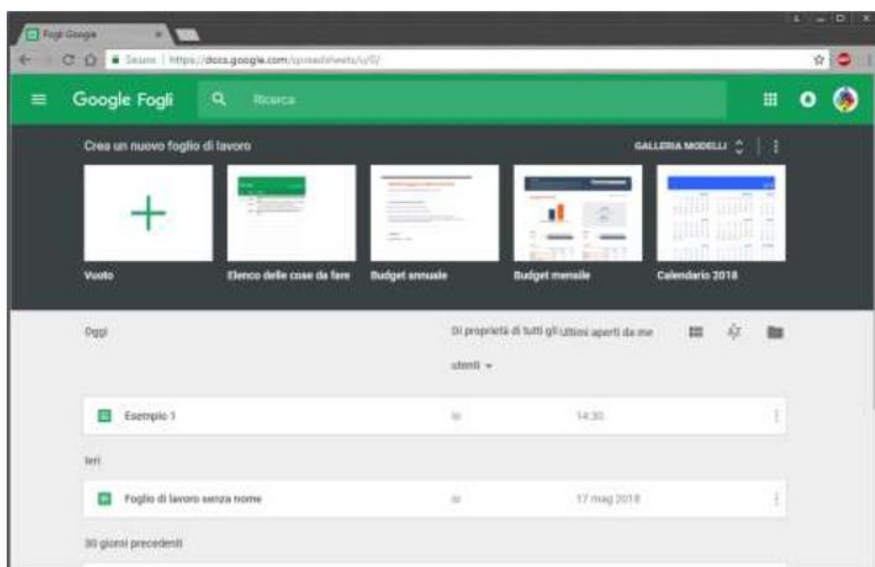 Fogli Google
https://docs.google.com/spreadsheets/u/0/
Google Fogli
Ricerca
Crea un nuovo foglio di lavoro
GALLERIA MODELLI
Vuoto
Elenco delle cose da fare
Budget annuale
Budget mensile
Calendario 2018
Oggi
Di proprietà di tutti gli utenti
Ultimi aperti da me
Esempio 1
io
14:30
Ieri
Foglio di lavoro senza nome
io
17 mag 2018
30 giorni precedenti